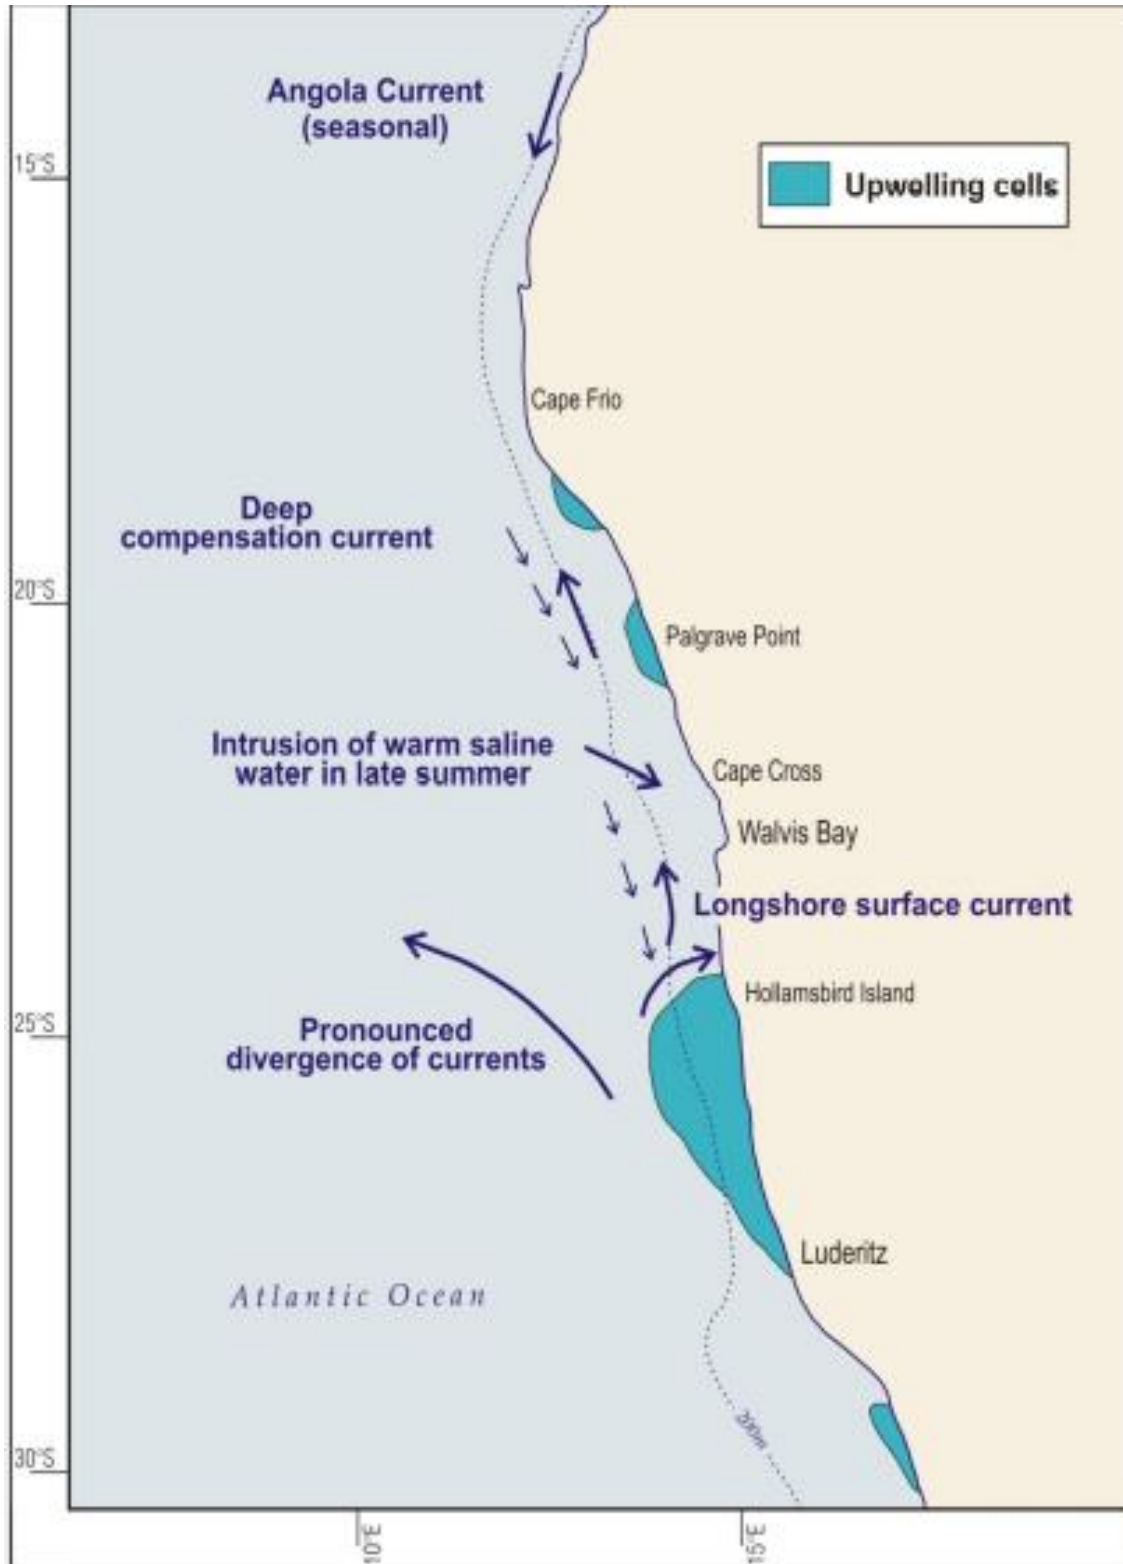 Angola Current
(seasonal)
15°S
Upwelling cells
Cape Frio
Deep
compensation current
20°S
Palgrave Point
Intrusion of warm saline
water in late summer
Cape Cross
Walvis Bay
Longshore surface current
Hollamsbird Island
25°S
Pronounced
divergence of currents
Luderitz
Atlantic Ocean
200m
30°S
10°E
15°E